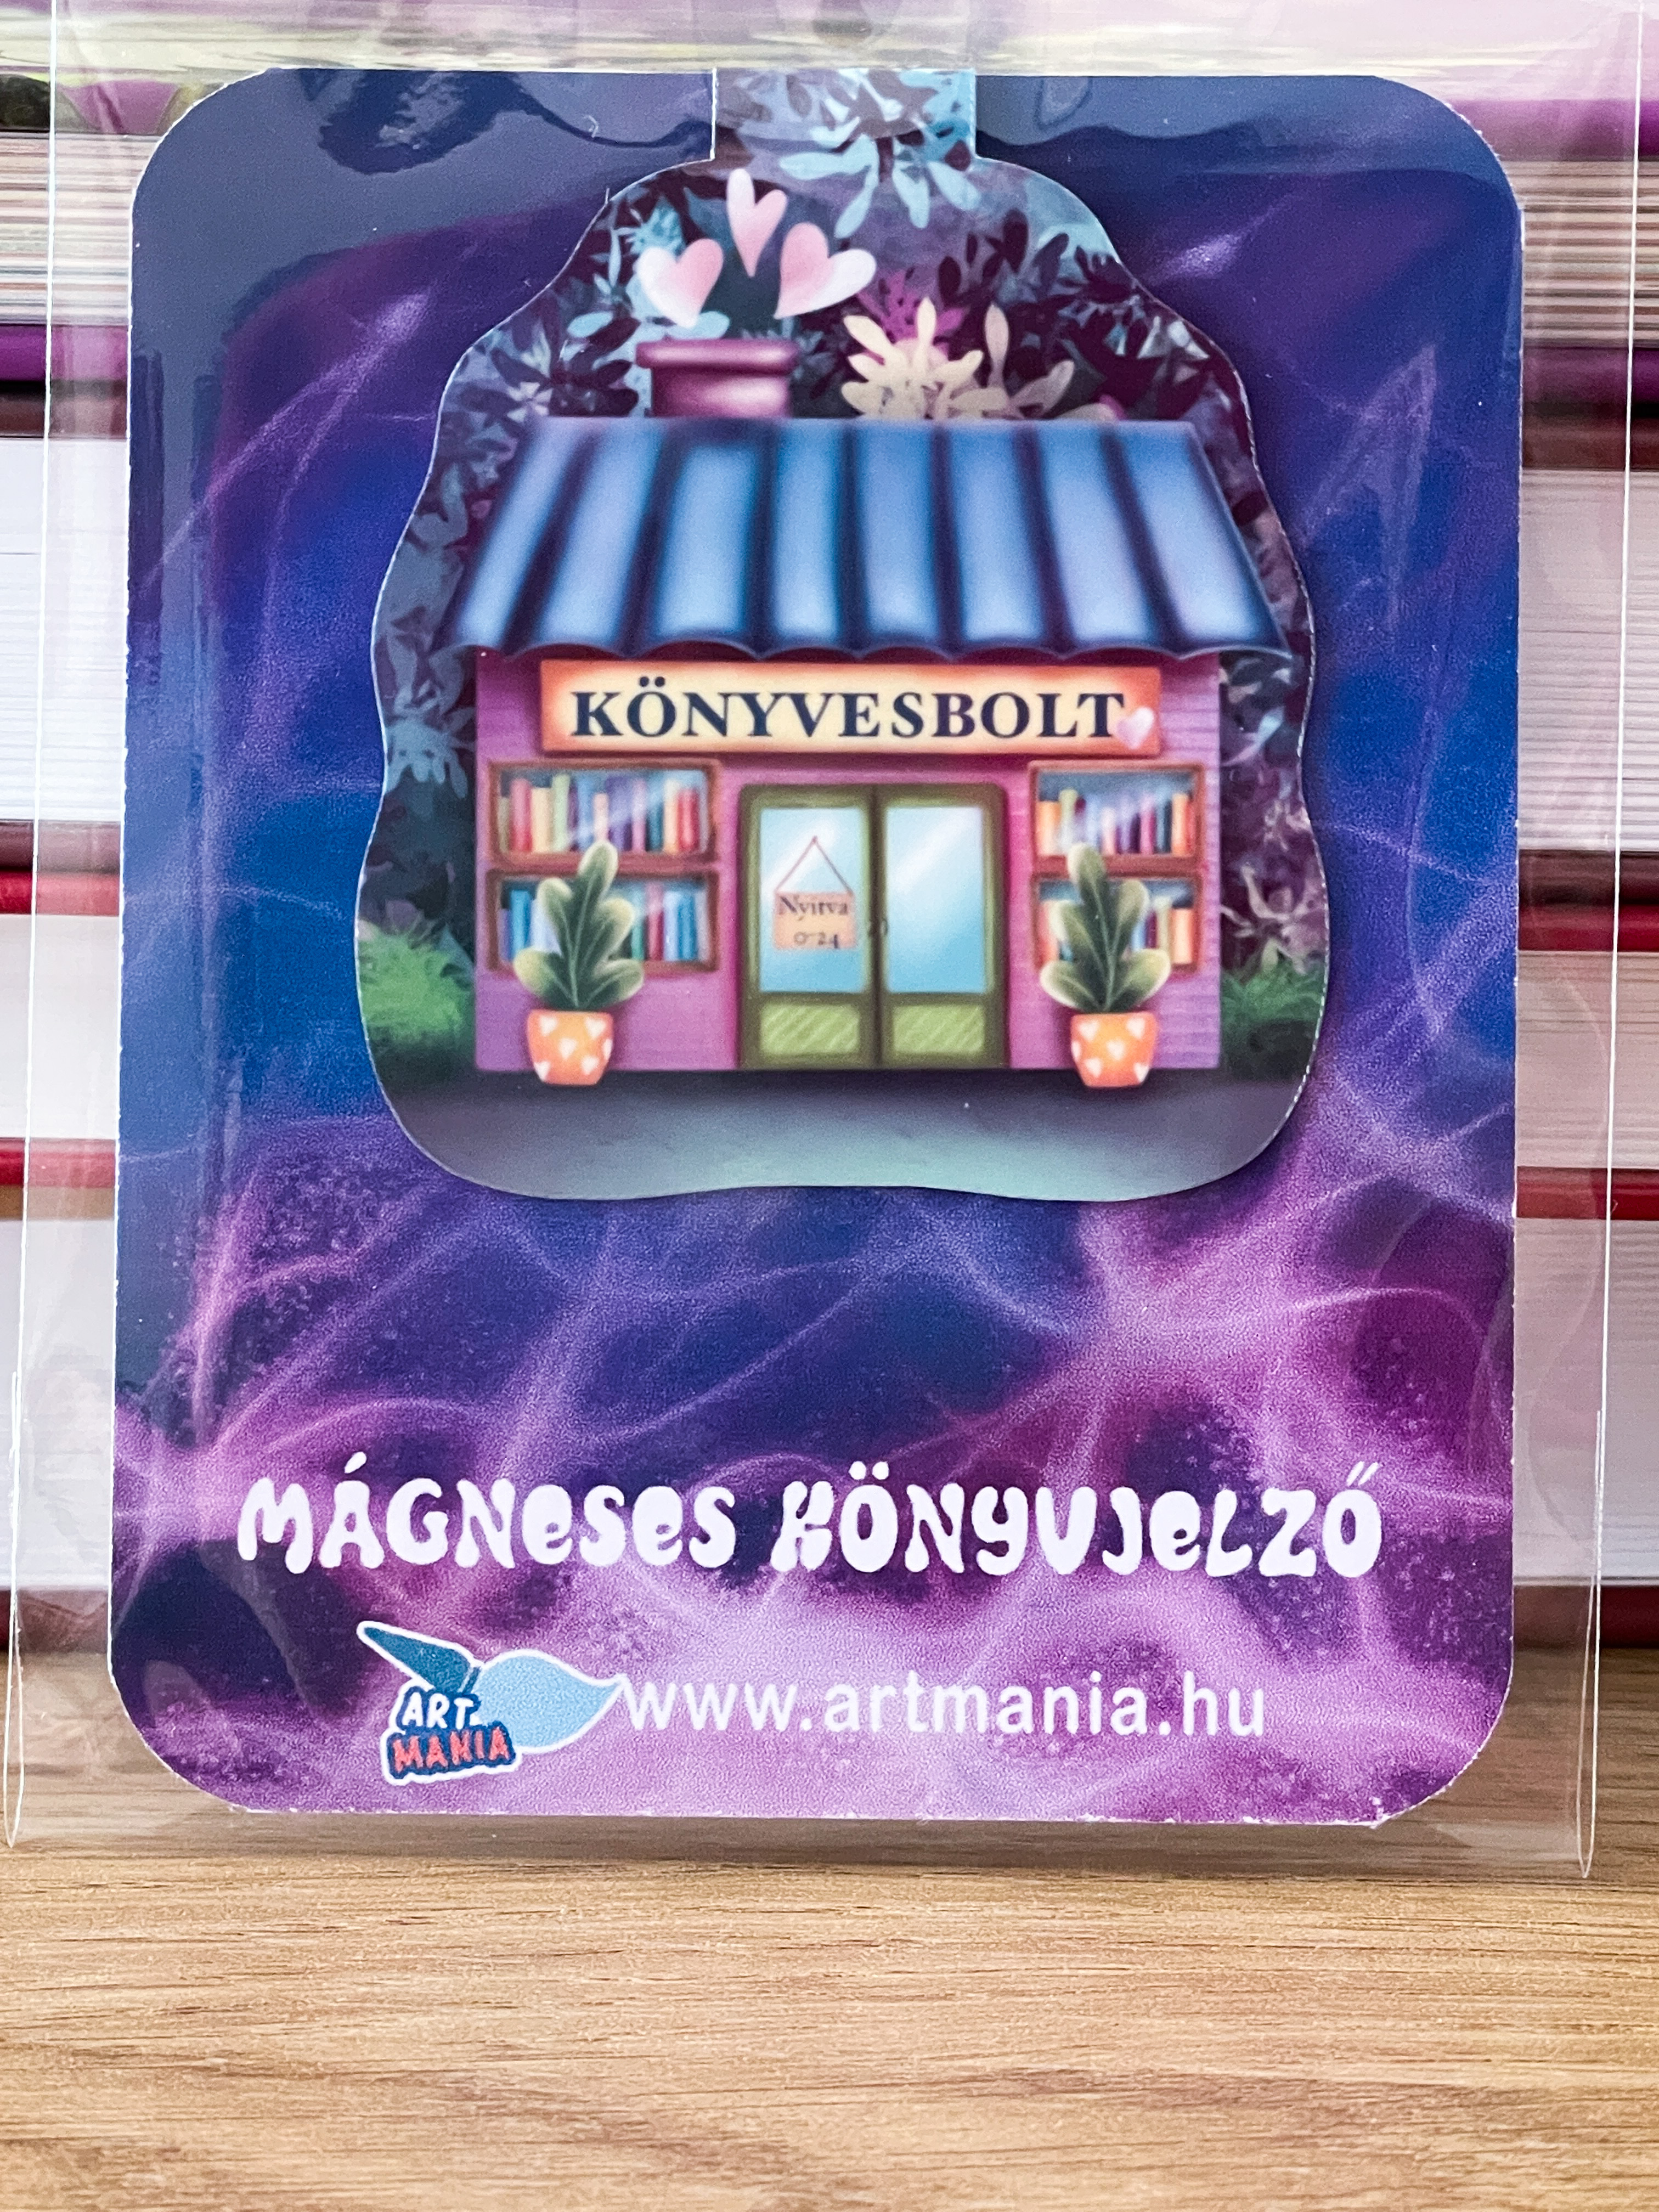 KÖNYVESBOLT
Nyitva
0-24
MÁGNESES KÖNYVJELZŐ
ART
MANIA
www.artmania.hu